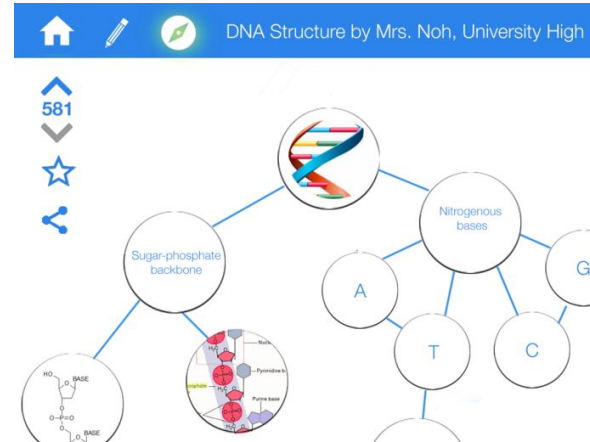 DNA Structure by Mrs. Noh, University High
581
Nitrogenous
bases
Sugar-phosphate
backbone
A
G
T
C
HO
BASE
O
O
P=O
O
BASE
H₂C
Pyrimidine b
Purine base